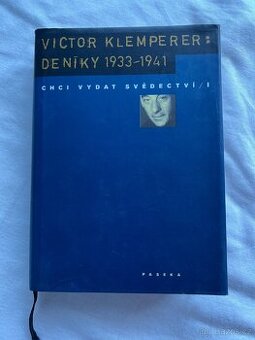 VICTOR KLEMPERER:
DENÍKY 1933-1941
CHCI VYDAT SVĚDECTVÍ/I
PASEKA